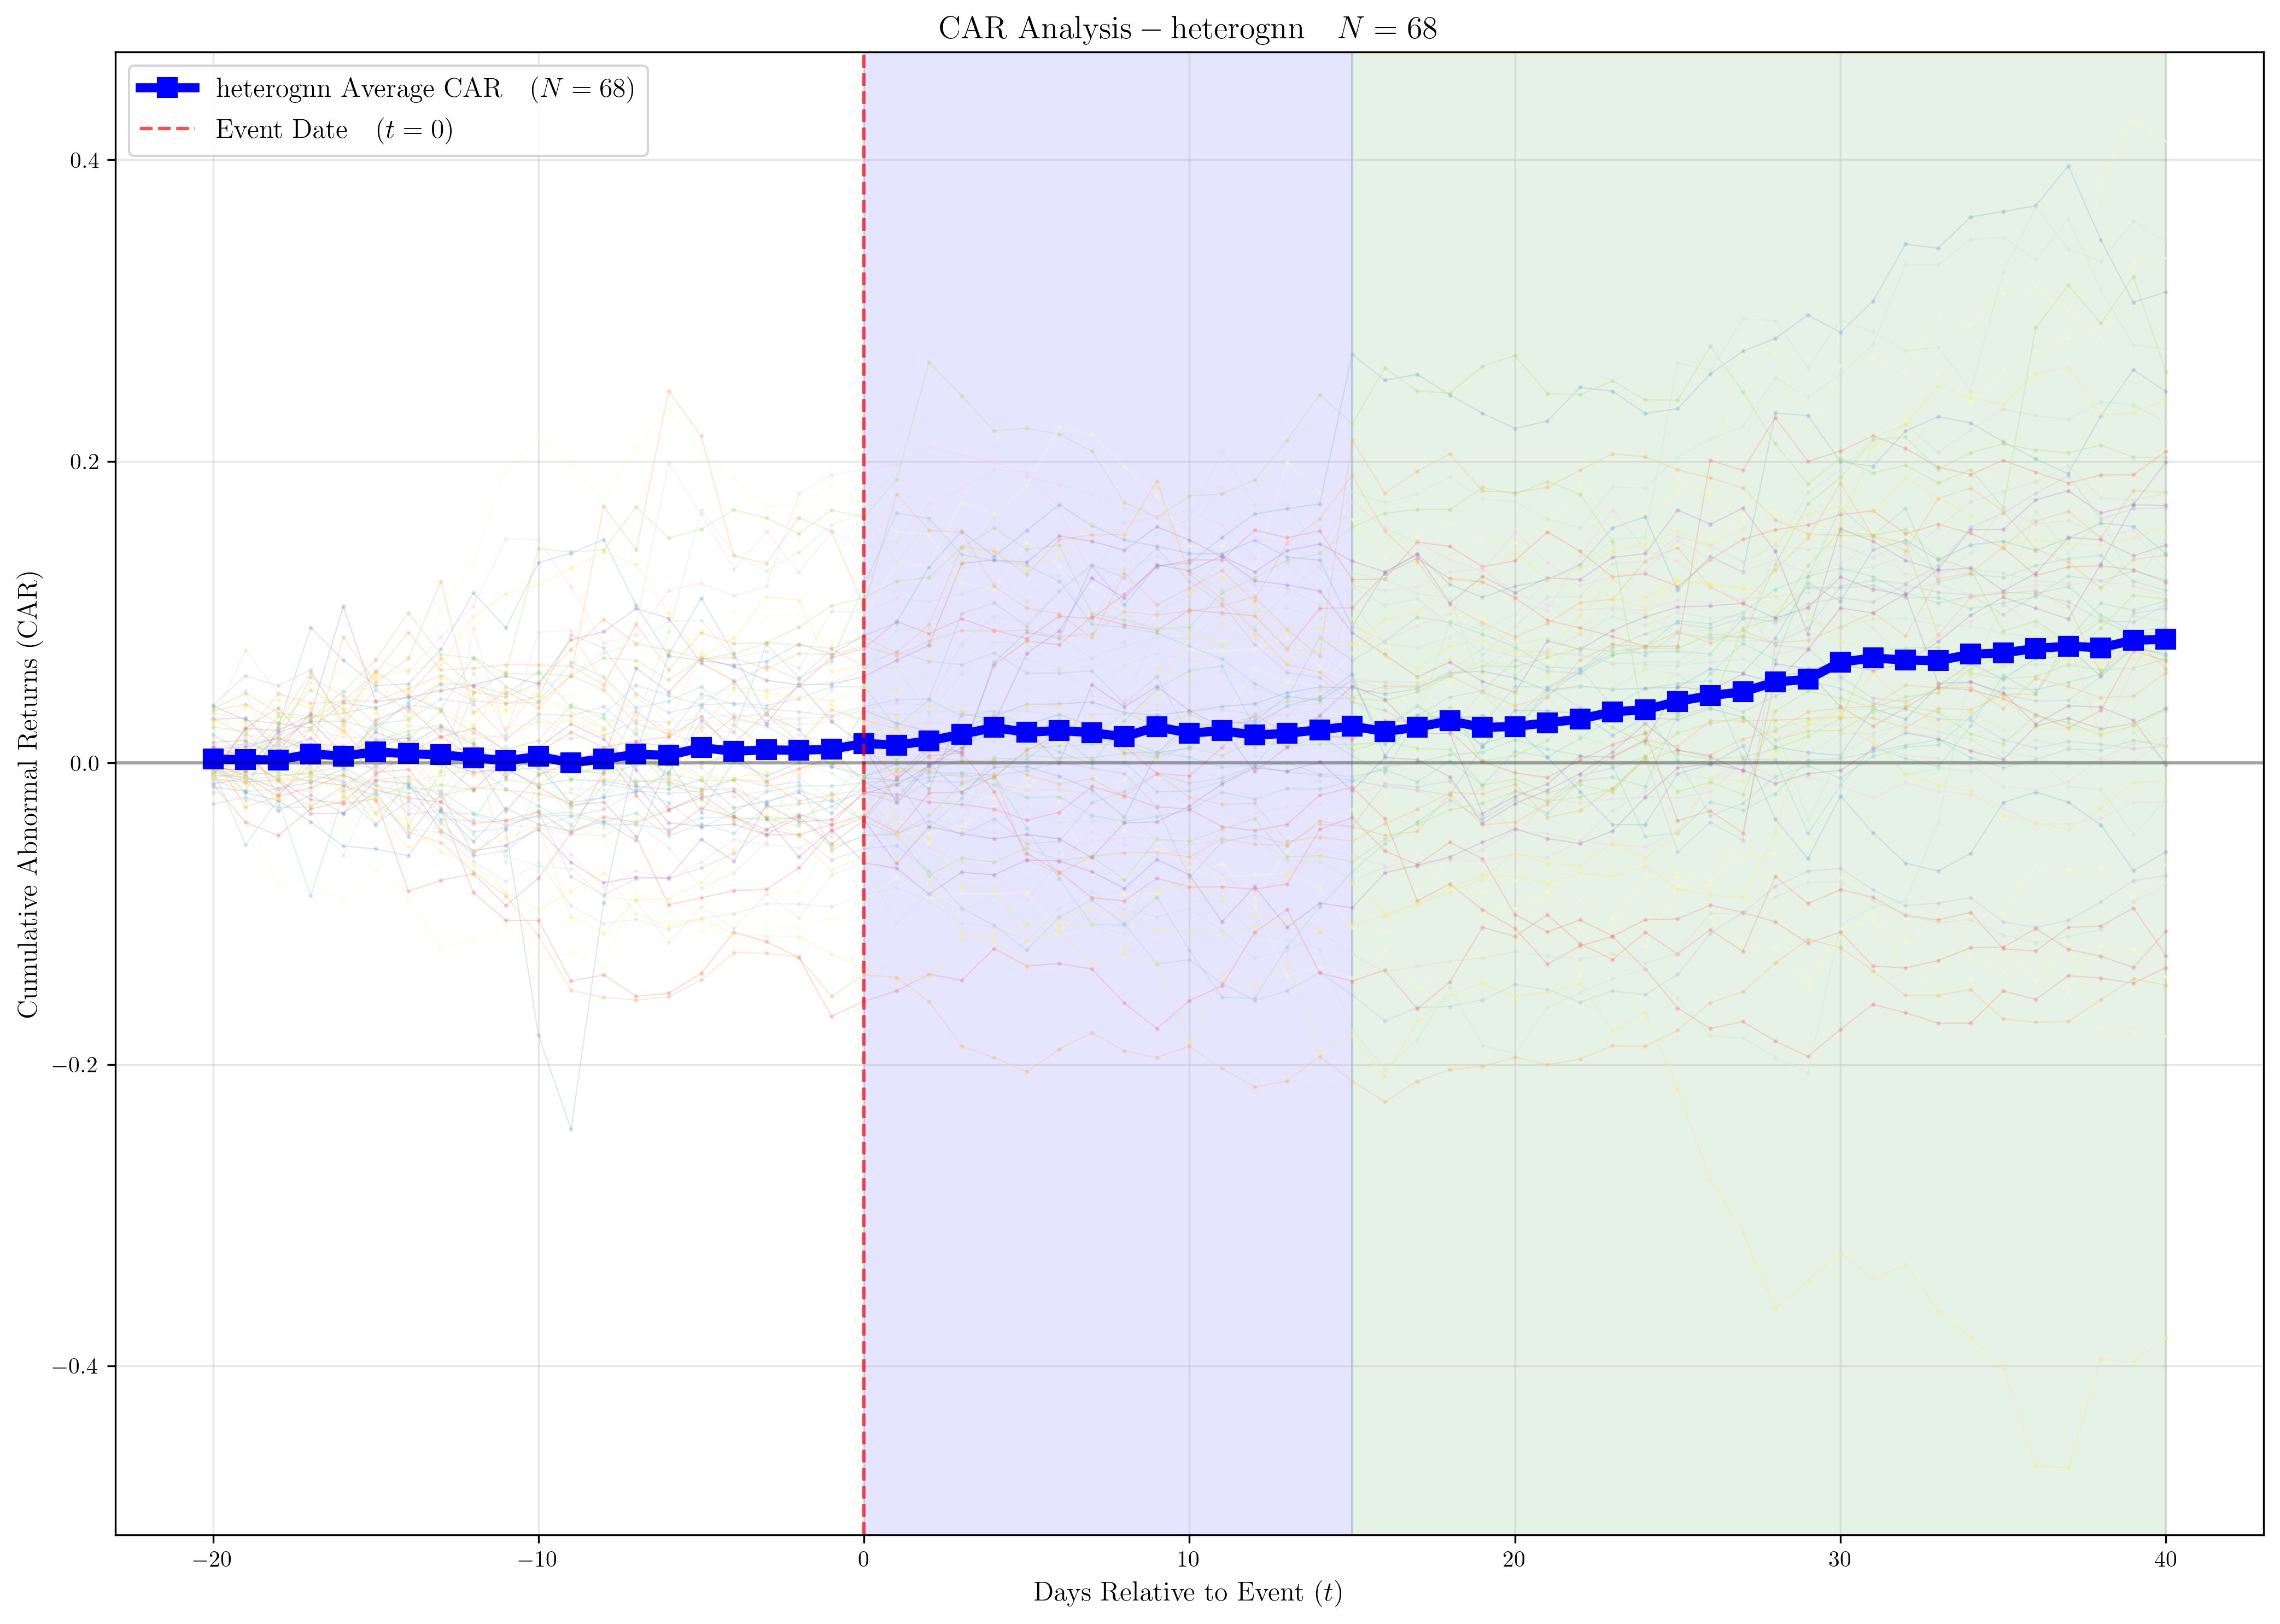 CAR Analysis – heterognn N = 68
heterognn Average CAR (N = 68)
Event Date (t = 0)
Cumulative Abnormal Returns (CAR)
0.4
0.2
0.0
−0.2
−0.4
−20 −10 0 10 20 30 40
Days Relative to Event (t)